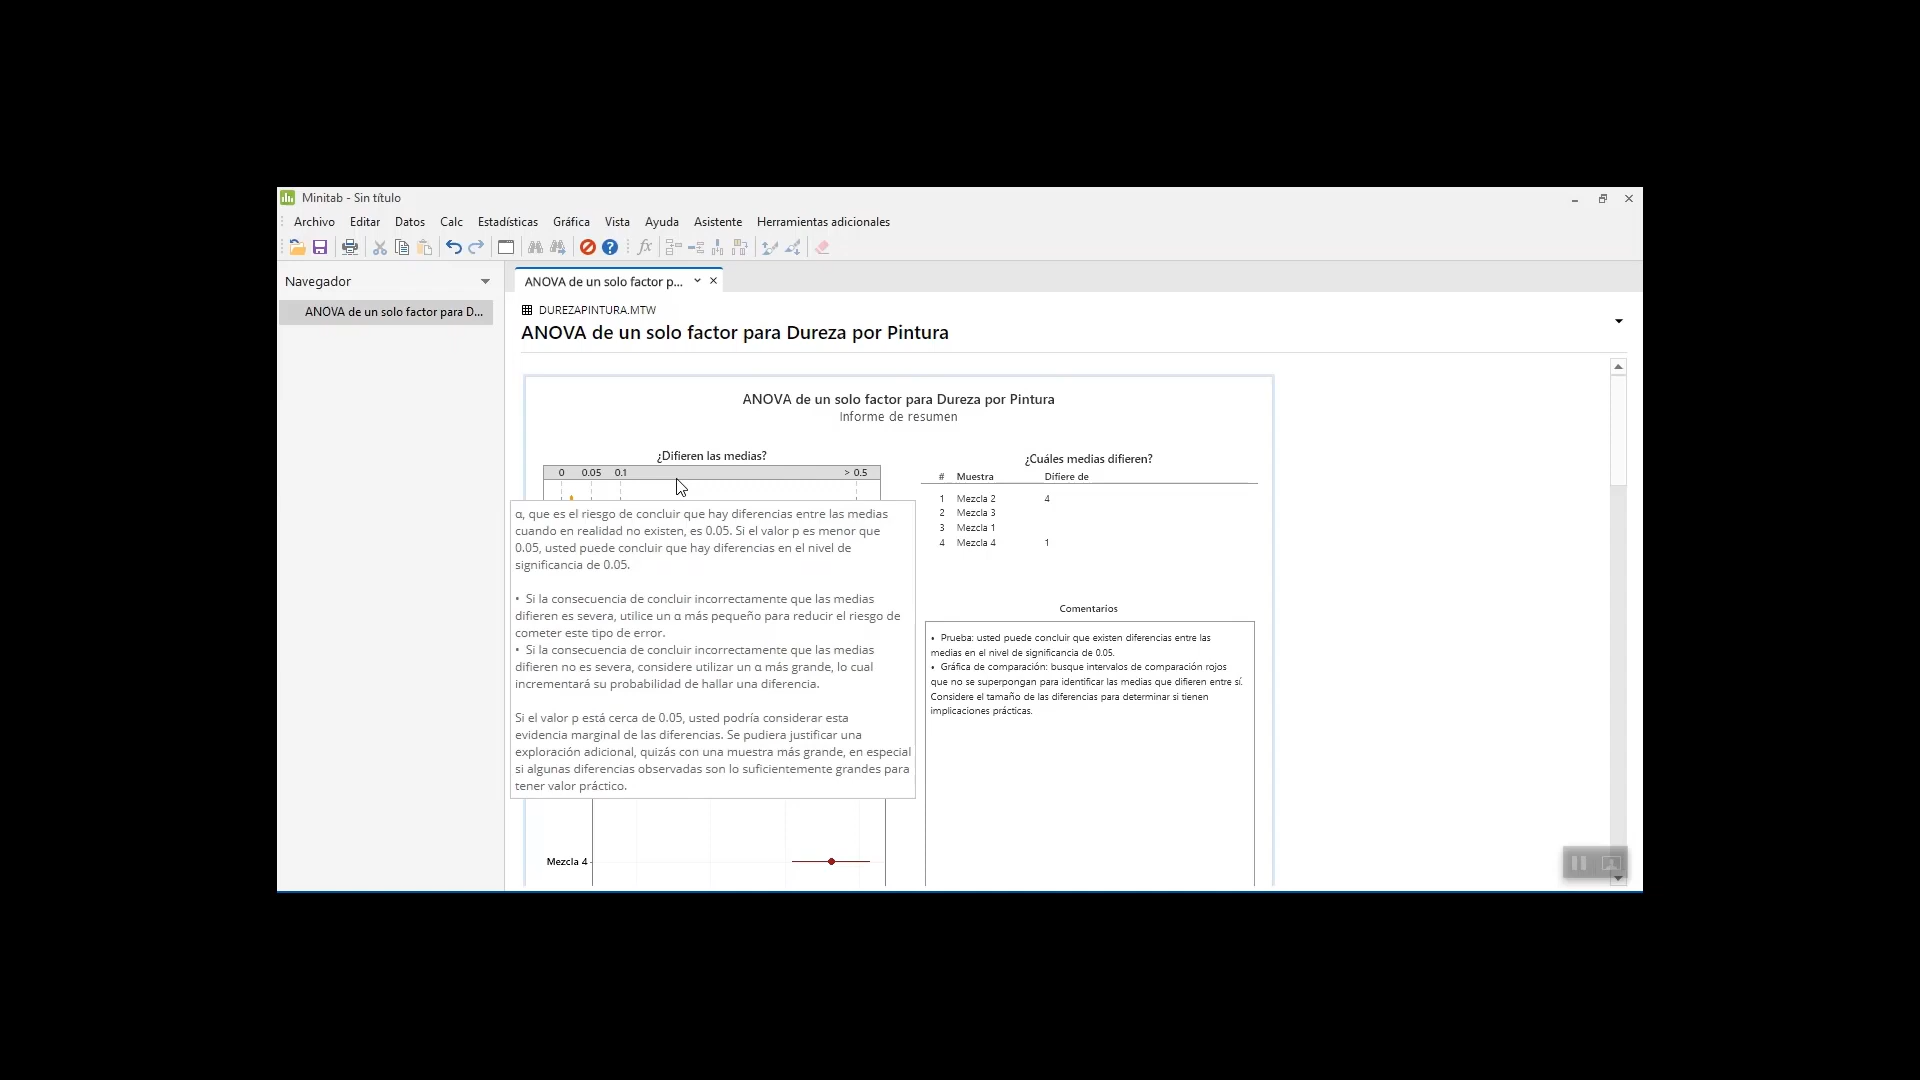 Minitab - Sin título
Archivo Editar Datos Calc Estadísticas Gráfica Vista Ayuda Asistente Herramientas adicionales
Navegador
ANOVA de un solo factor para D...
ANOVA de un solo factor p...
DUREZAPINTURA.MTW
ANOVA de un solo factor para Dureza por Pintura
ANOVA de un solo factor para Dureza por Pintura
Informe de resumen
¿Difieren las medias?
0 0.05 0.1 > 0.5
α, que es el riesgo de concluir que hay diferencias entre las medias
cuando en realidad no existen, es 0.05. Si el valor p es menor que
0.05, usted puede concluir que hay diferencias en el nivel de
significancia de 0.05.
• Si la consecuencia de concluir incorrectamente que las medias
difieren es severa, utilice un α más pequeño para reducir el riesgo de
cometer este tipo de error.
• Si la consecuencia de concluir incorrectamente que las medias
difieren no es severa, considere utilizar un α más grande, lo cual
incrementará su probabilidad de hallar una diferencia.
Si el valor p está cerca de 0.05, usted podría considerar esta
evidencia marginal de las diferencias. Se pudiera justificar una
exploración adicional, quizás con una muestra más grande, en especial
si algunas diferencias observadas son lo suficientemente grandes para
tener valor práctico.
Mezcla 4
¿Cuáles medias difieren?
# Muestra Difiere de
1 Mezcla 2 4
2 Mezcla 3
3 Mezcla 1
4 Mezcla 4 1
Comentarios
• Prueba: usted puede concluir que existen diferencias entre las
medias en el nivel de significancia de 0.05.
• Gráfica de comparación: busque intervalos de comparación rojos
que no se superpongan para identificar las medias que difieren entre sí.
Considere el tamaño de las diferencias para determinar si tienen
implicaciones prácticas.